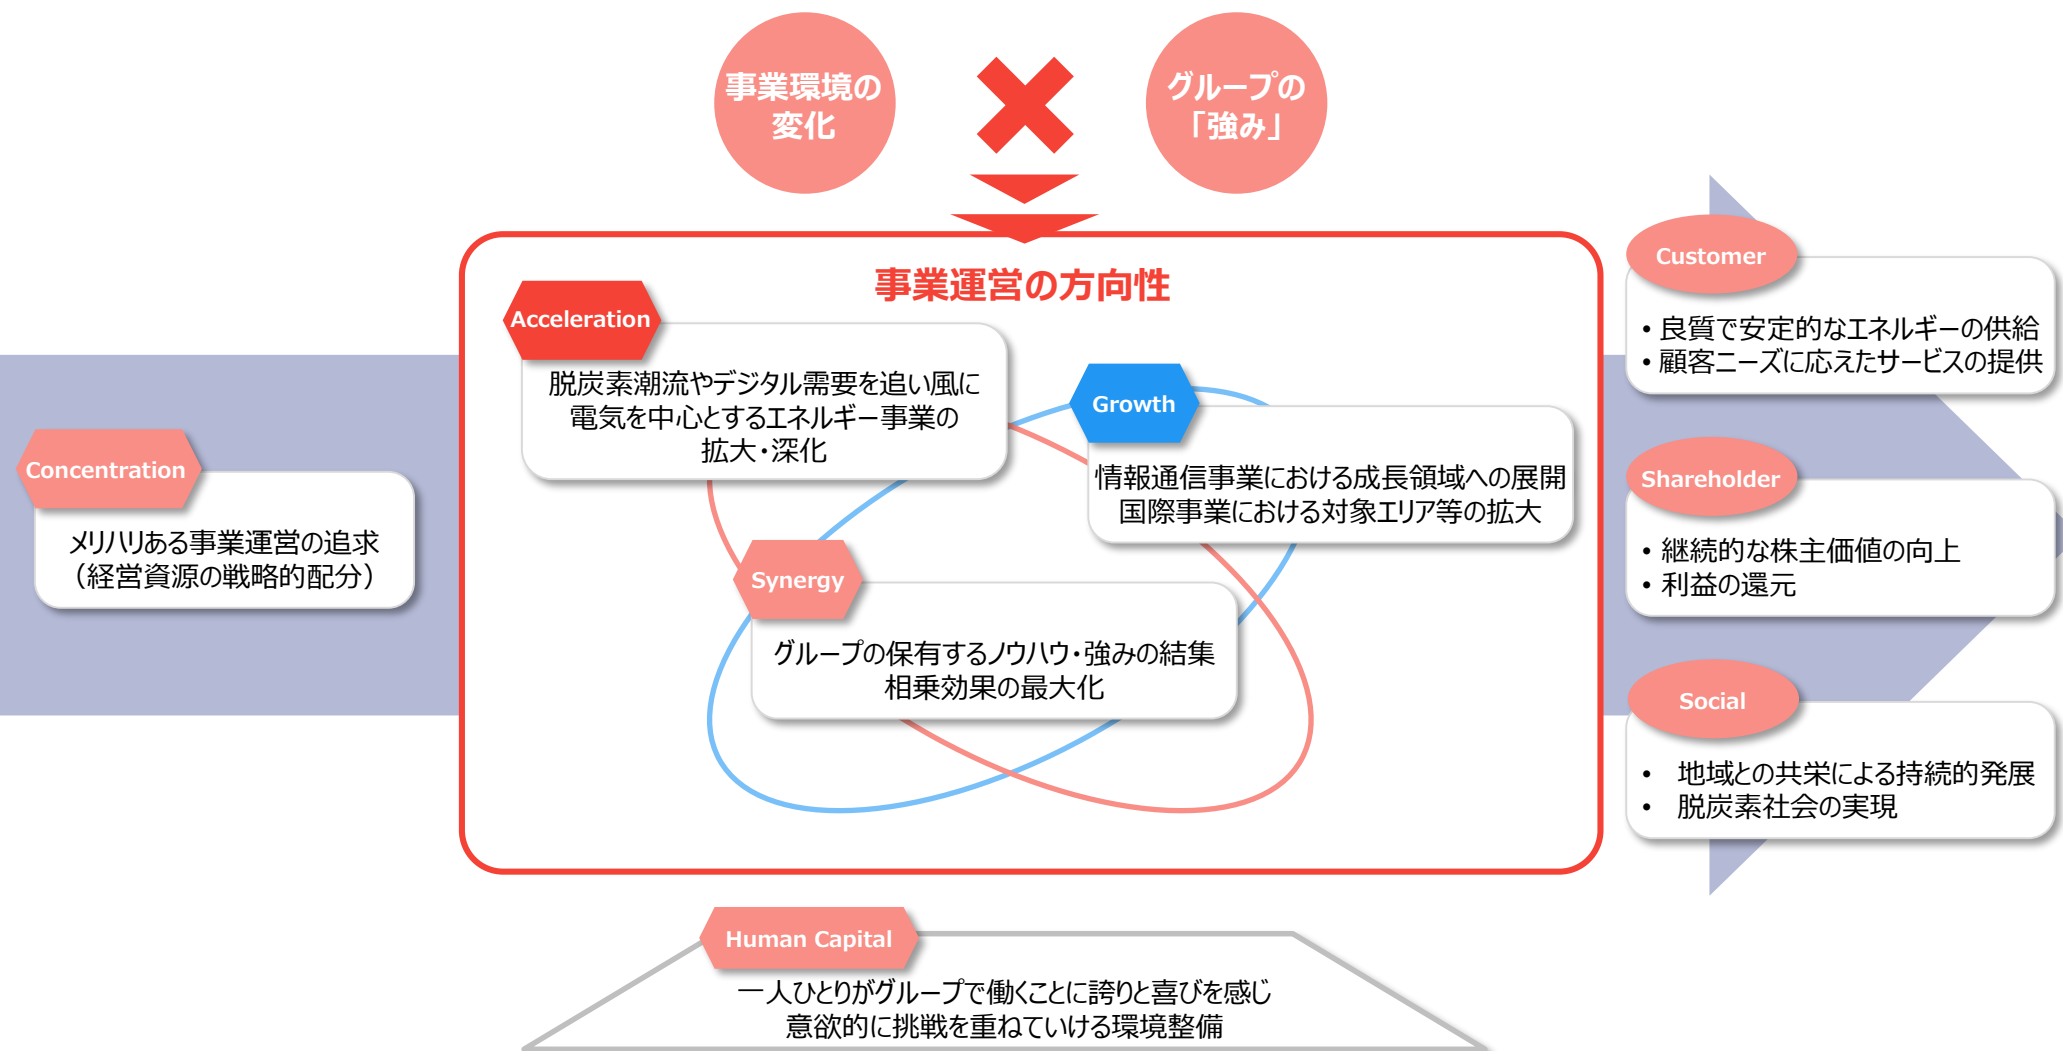 事業環境の
変化
グループの
「強み」
事業運営の方向性
Acceleration
脱炭素潮流やデジタル需要を追い風に
電気を中心とするエネルギー事業の
拡大・深化
Growth
情報通信事業における成長領域への展開
国際事業における対象エリア等の拡大
Synergy
グループの保有するノウハウ・強みの結集
相乗効果の最大化
Concentration
メリハリある事業運営の追求
（経営資源の戦略的配分）
Customer
• 良質で安定的なエネルギーの供給
• 顧客ニーズに応えたサービスの提供
Shareholder
• 継続的な株主価値の向上
• 利益の還元
Social
• 地域との共栄による持続的発展
• 脱炭素社会の実現
Human Capital
一人ひとりがグループで働くことに誇りと喜びを感じ
意欲的に挑戦を重ねていける環境整備